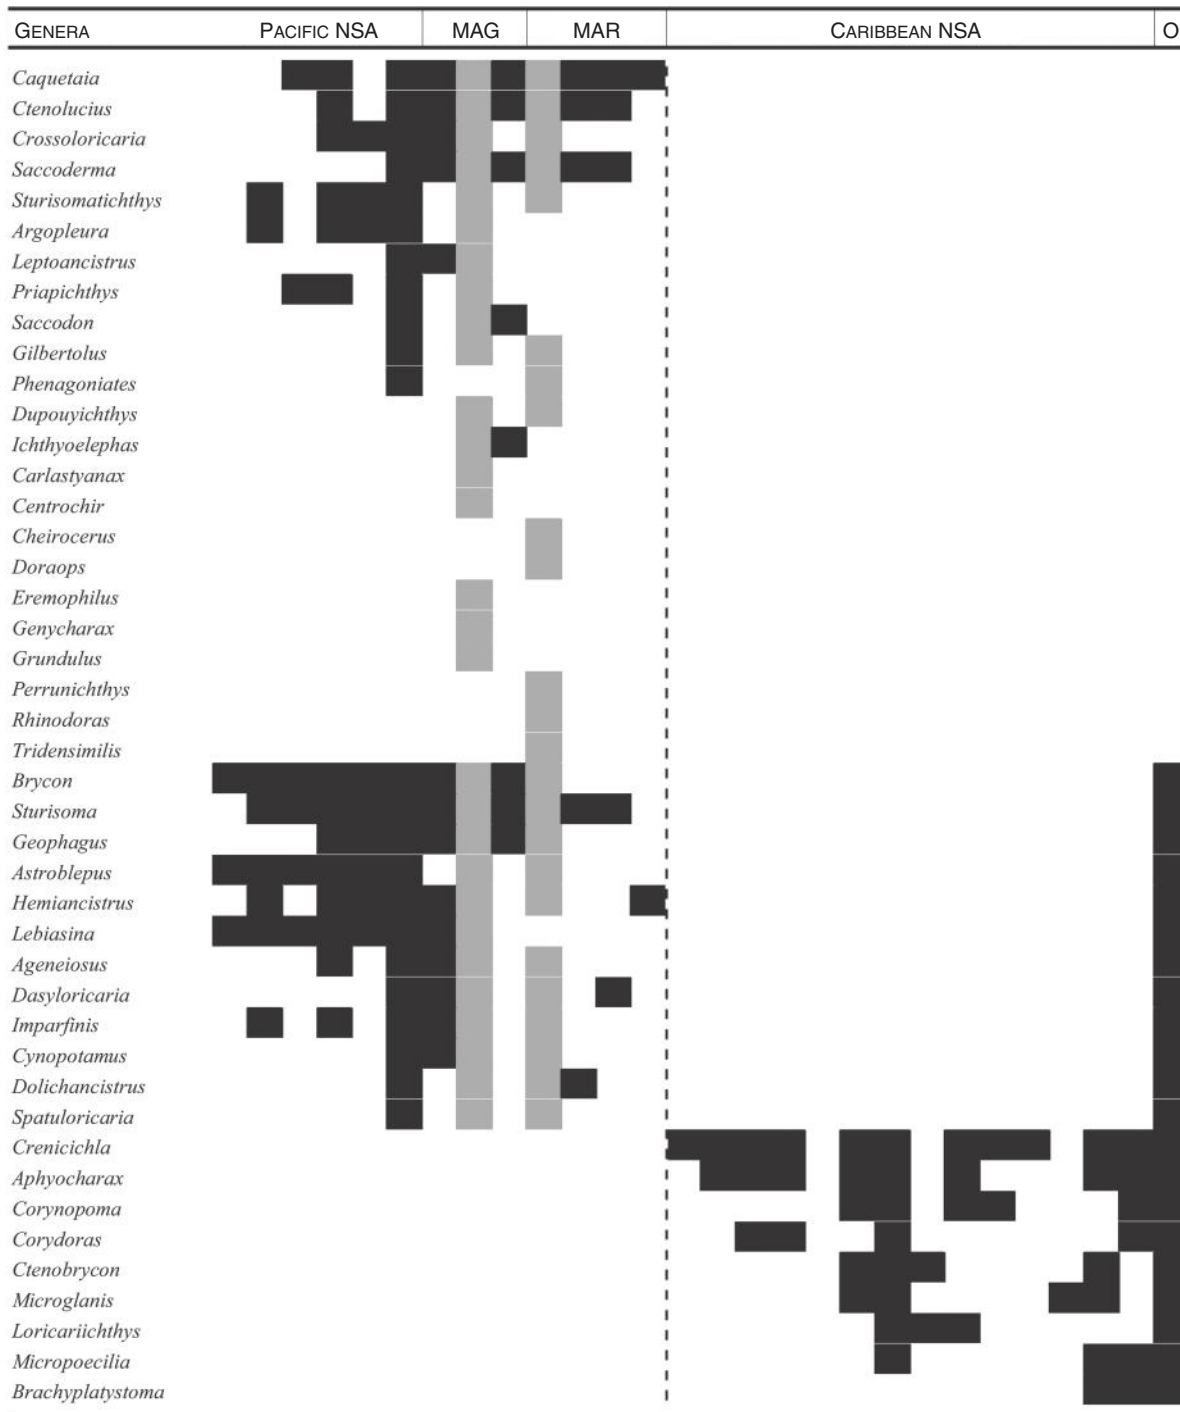 GENERA PACIFIC NSA MAG MAR CARIBBEAN NSA O
Caquetaia
Ctenolucius
Crossoloricaria
Saccoderma
Sturisomatichthys
Argopleura
Leptoancistrus
Priapichthys
Saccodon
Gilbertolus
Phenagoniates
Dupouyichthys
Ichthyoelephas
Carlastyanax
Centrochir
Cheirocerus
Doraops
Eremophilus
Genycharax
Grundulus
Perrunichthys
Rhinodoras
Tridensimilis
Brycon
Sturisoma
Geophagus
Astroblepus
Hemiancistrus
Lebiasina
Ageneiosus
Dasyloricaria
Imparfinis
Cynopotamus
Dolichancistrus
Spatuloricaria
Crenicichla
Aphyocharax
Corynopoma
Corydoras
Ctenobrycon
Microglanis
Loricariichthys
Micropoecilia
Brachyplatystoma